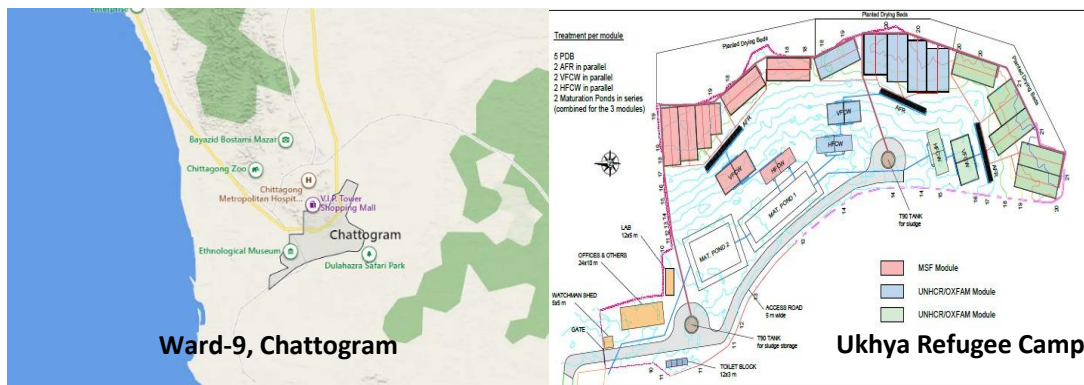 Enterprise
Bayazid Bostami Mazar
Chittagong Zoo
Chittagong
Metropolitan Hospit...
V.I.P. Tower
Shopping Mall
Chattogram
Ethnological Museum
Dulahazra Safari Park
Ward-9, Chattogram
Treatment per module
5 PDB
2 AFR in parallel
2 VFCW in parallel
2 HFCW in parallel
2 Maturation Ponds in series
(combined for the 3 modules)
Planted Drying Beds
Planted Drying Beds
Planted Drying Beds
AFR
AFR
AFR
VFCW
HFCW
VFCW
HFCW
HFCW
VFCW
MAT. POND 1
MAT. POND 2
T90 TANK
for sludge
LAB
12x5 m
OFFICES & OTHERS
24x10 m
WATCHMAN SHED
5x5 m
GATE
ACCESS ROAD
5 m wide
T90 TANK
for sludge storage
TOILET BLOCK
12x3 m
MSF Module
UNHCR/OXFAM Module
UNHCR/OXFAM Module
Ukhya Refugee Camp